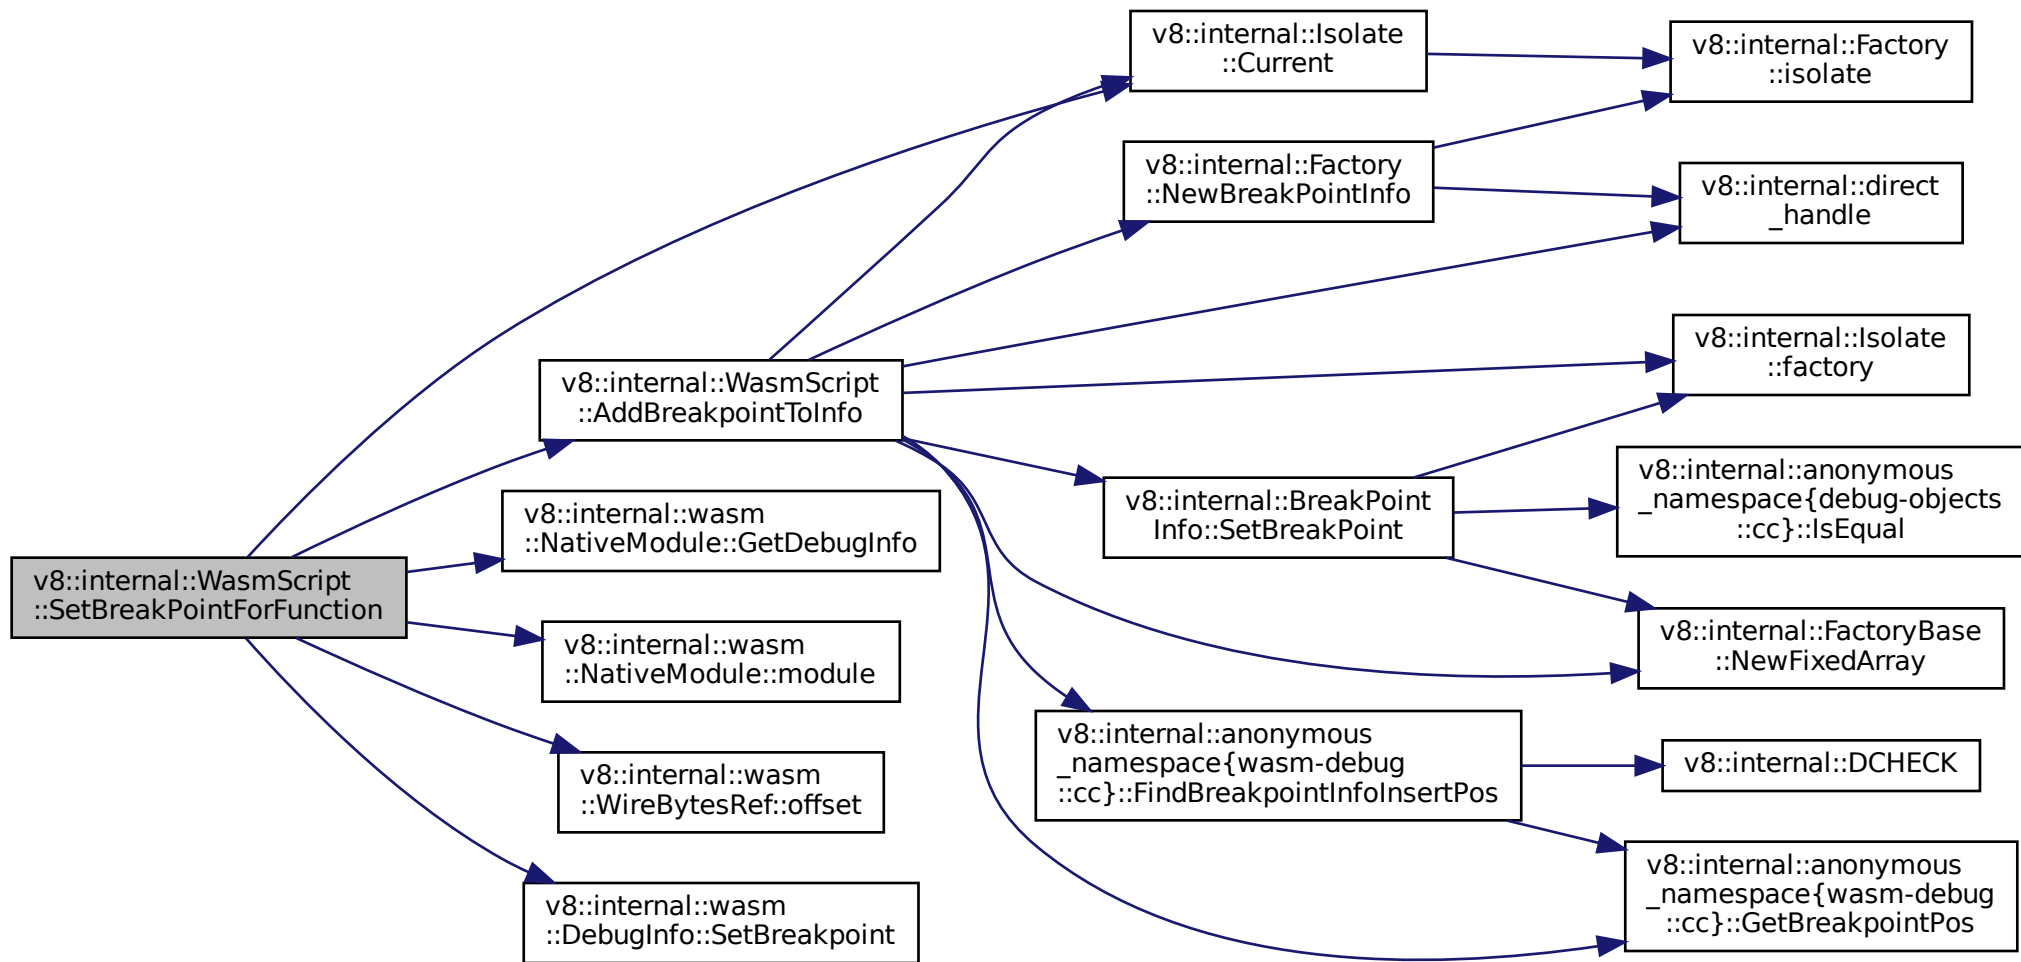 v8::internal::WasmScript
::SetBreakPointForFunction
v8::internal::WasmScript
::AddBreakpointToInfo
v8::internal::wasm
::NativeModule::GetDebugInfo
v8::internal::wasm
::NativeModule::module
v8::internal::wasm
::WireBytesRef::offset
v8::internal::wasm
::DebugInfo::SetBreakpoint
v8::internal::Isolate
::Current
v8::internal::Factory
::NewBreakPointInfo
v8::internal::BreakPoint
Info::SetBreakPoint
v8::internal::anonymous
_namespace{wasm-debug
::cc}::FindBreakpointInfoInsertPos
v8::internal::Factory
::isolate
v8::internal::direct
_handle
v8::internal::Isolate
::factory
v8::internal::anonymous
_namespace{debug-objects
::cc}::IsEqual
v8::internal::FactoryBase
::NewFixedArray
v8::internal::DCHECK
v8::internal::anonymous
_namespace{wasm-debug
::cc}::GetBreakpointPos